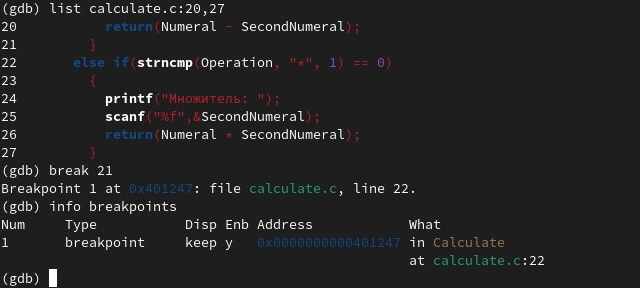 (gdb) list calculate.c:20,27
20            return(Numeral - SecondNumeral);
21          }
22        else if(strncmp(Operation, "*", 1) == 0)
23          {
24            printf("Множитель: ");
25            scanf("%f",&SecondNumeral);
26            return(Numeral * SecondNumeral);
27          }
(gdb) break 21
Breakpoint 1 at 0x401247: file calculate.c, line 22.
(gdb) info breakpoints
Num     Type           Disp Enb Address            What
1       breakpoint     keep y   0x0000000000401247 in Calculate
                                                   at calculate.c:22
(gdb)